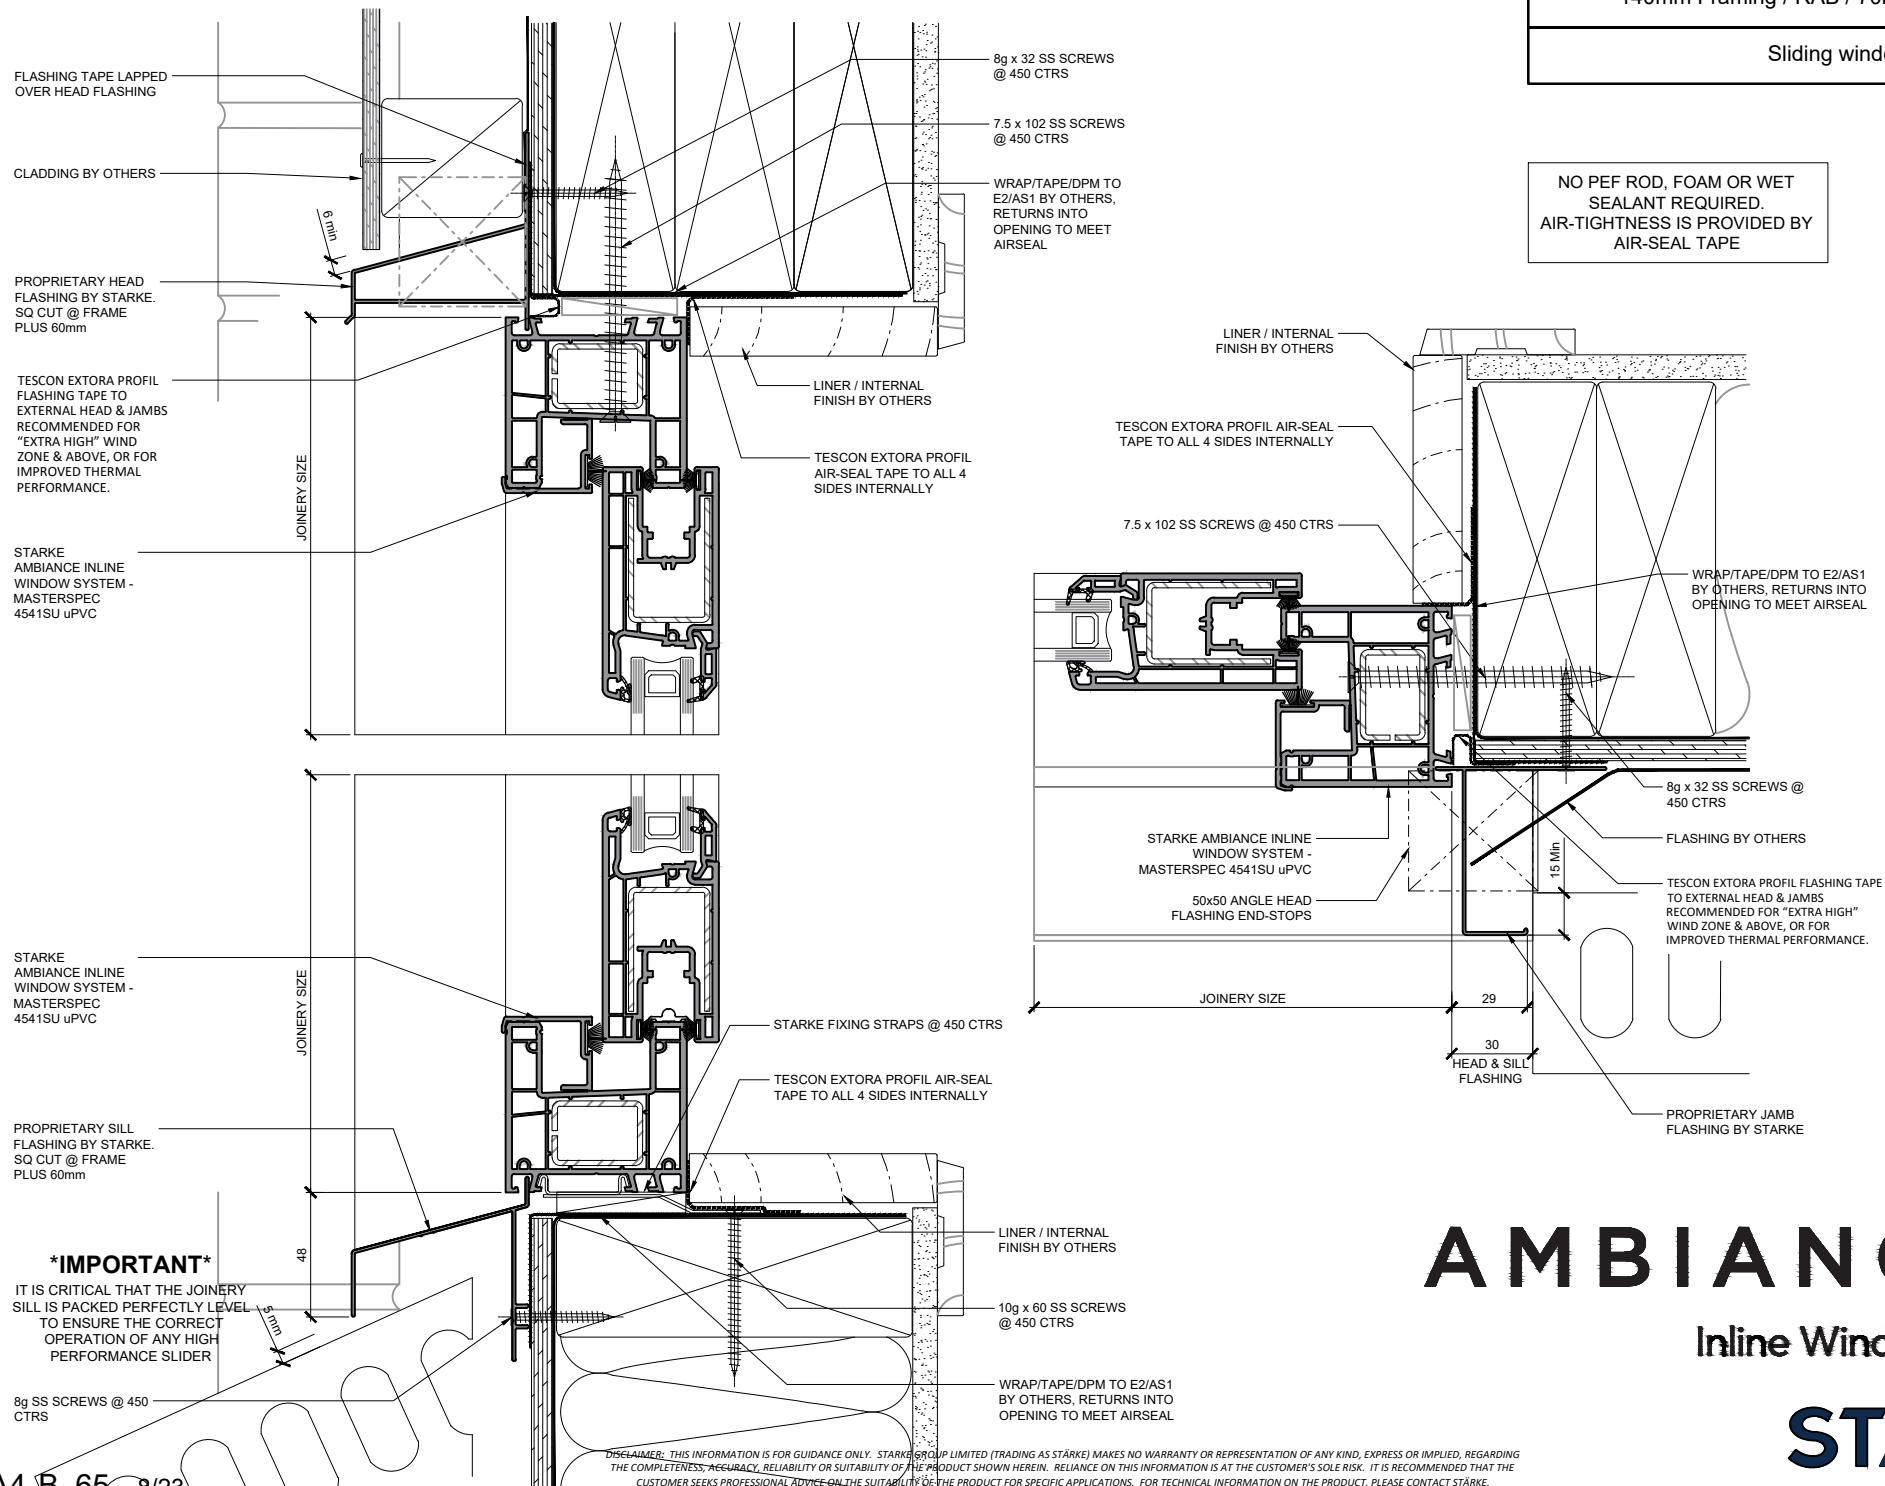 140mm Framing / RAB /
Sliding
FLASHING TAPE LAPPED
OVER HEAD FLASHING
CLADDING BY OTHERS
6 min
PROPRIETARY HEAD
FLASHING BY STARKE.
SQ CUT @ FRAME
PLUS 60mm
TESCON EXTORA PROFIL
FLASHING TAPE TO
EXTERNAL HEAD & JAMBS
RECOMMENDED FOR
“EXTRA HIGH” WIND
ZONE & ABOVE, OR FOR
IMPROVED THERMAL
PERFORMANCE.
JOINERY SIZE
STARKE
AMBIANCE INLINE
WINDOW SYSTEM -
MASTERSPEC
4541SU uPVC
8g x 32 SS SCREWS
@ 450 CTRS
7.5 x 102 SS SCREWS
@ 450 CTRS
WRAP/TAPE/DPM TO
E2/AS1 BY OTHERS,
RETURNS INTO
OPENING TO MEET
AIRSEAL
LINER / INTERNAL
FINISH BY OTHERS
TESCON EXTORA PROFIL
AIR-SEAL TAPE TO ALL 4
SIDES INTERNALLY
NO PEF ROD, FOAM OR WET
SEALANT REQUIRED.
AIR-TIGHTNESS IS PROVIDED BY
AIR-SEAL TAPE
LINER / INTERNAL
FINISH BY OTHERS
TESCON EXTORA PROFIL AIR-SEAL
TAPE TO ALL 4 SIDES INTERNALLY
7.5 x 102 SS SCREWS @ 450 CTRS
WRAP/TAPE/DPM TO E2/AS1
BY OTHERS, RETURNS INTO
OPENING TO MEET AIRSEAL
8g x 32 SS SCREWS @
450 CTRS
STARKE AMBIANCE INLINE
WINDOW SYSTEM -
MASTERSPEC 4541SU uPVC
FLASHING BY OTHERS
15 Min
50x50 ANGLE HEAD
FLASHING END-STOPS
TESCON EXTORA PROFIL FLASHING TAPE
TO EXTERNAL HEAD & JAMBS
RECOMMENDED FOR “EXTRA HIGH”
WIND ZONE & ABOVE, OR FOR
IMPROVED THERMAL PERFORMANCE.
JOINERY SIZE
29
30
HEAD & SILL
FLASHING
PROPRIETARY JAMB
FLASHING BY STARKE
STARKE
AMBIANCE INLINE
WINDOW SYSTEM -
MASTERSPEC
4541SU uPVC
JOINERY SIZE
STARKE FIXING STRAPS @ 450 CTRS
TESCON EXTORA PROFIL AIR-SEAL
TAPE TO ALL 4 SIDES INTERNALLY
PROPRIETARY SILL
FLASHING BY STARKE.
SQ CUT @ FRAME
PLUS 60mm
48
LINER / INTERNAL
FINISH BY OTHERS
*IMPORTANT*
IT IS CRITICAL THAT THE JOINERY
SILL IS PACKED PERFECTLY LEVEL
TO ENSURE THE CORRECT
OPERATION OF ANY HIGH
PERFORMANCE SLIDER
5 mm
10g x 60 SS SCREWS
@ 450 CTRS
8g SS SCREWS @ 450
CTRS
WRAP/TAPE/DPM TO E2/AS1
BY OTHERS, RETURNS INTO
OPENING TO MEET AIRSEAL
AMBIANC
Inline
STA
DISCLAIMER: THIS INFORMATION IS FOR GUIDANCE ONLY. STARKE GROUP LIMITED (TRADING AS STÄRKE) MAKES NO WARRANTY OR REPRESENTATION OF ANY KIND, EXPRESS OR IMPLIED, REGARDING
THE COMPLETENESS, ACCURACY, RELIABILITY OR SUITABILITY OF THE PRODUCT SHOWN HEREIN. RELIANCE ON THIS INFORMATION IS AT THE CUSTOMER'S SOLE RISK. IT IS RECOMMENDED THAT THE
CUSTOMER SEEKS PROFESSIONAL ADVICE ON THE SUITABILITY OF THE PRODUCT FOR SPECIFIC APPLICATIONS. FOR TECHNICAL INFORMATION ON THE PRODUCT, PLEASE CONTACT STÄRKE.